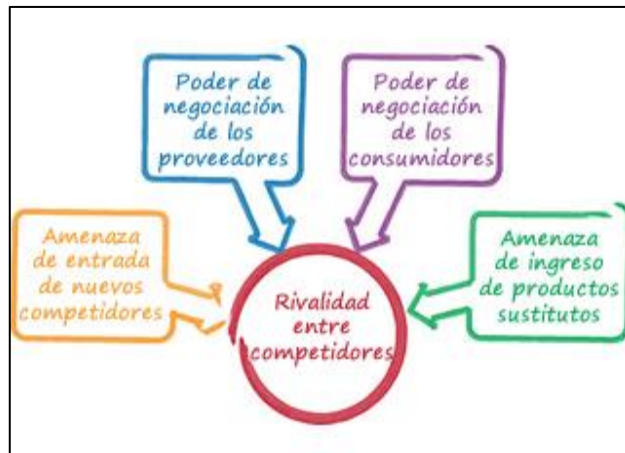 Poder de
negociación
de los
proveedores
Poder de
negociación
de los
consumidores
Amenaza
de entrada
de nuevos
competidores
Amenaza
de ingreso
de productos
sustitutos
Rivalidad
entre
competidores